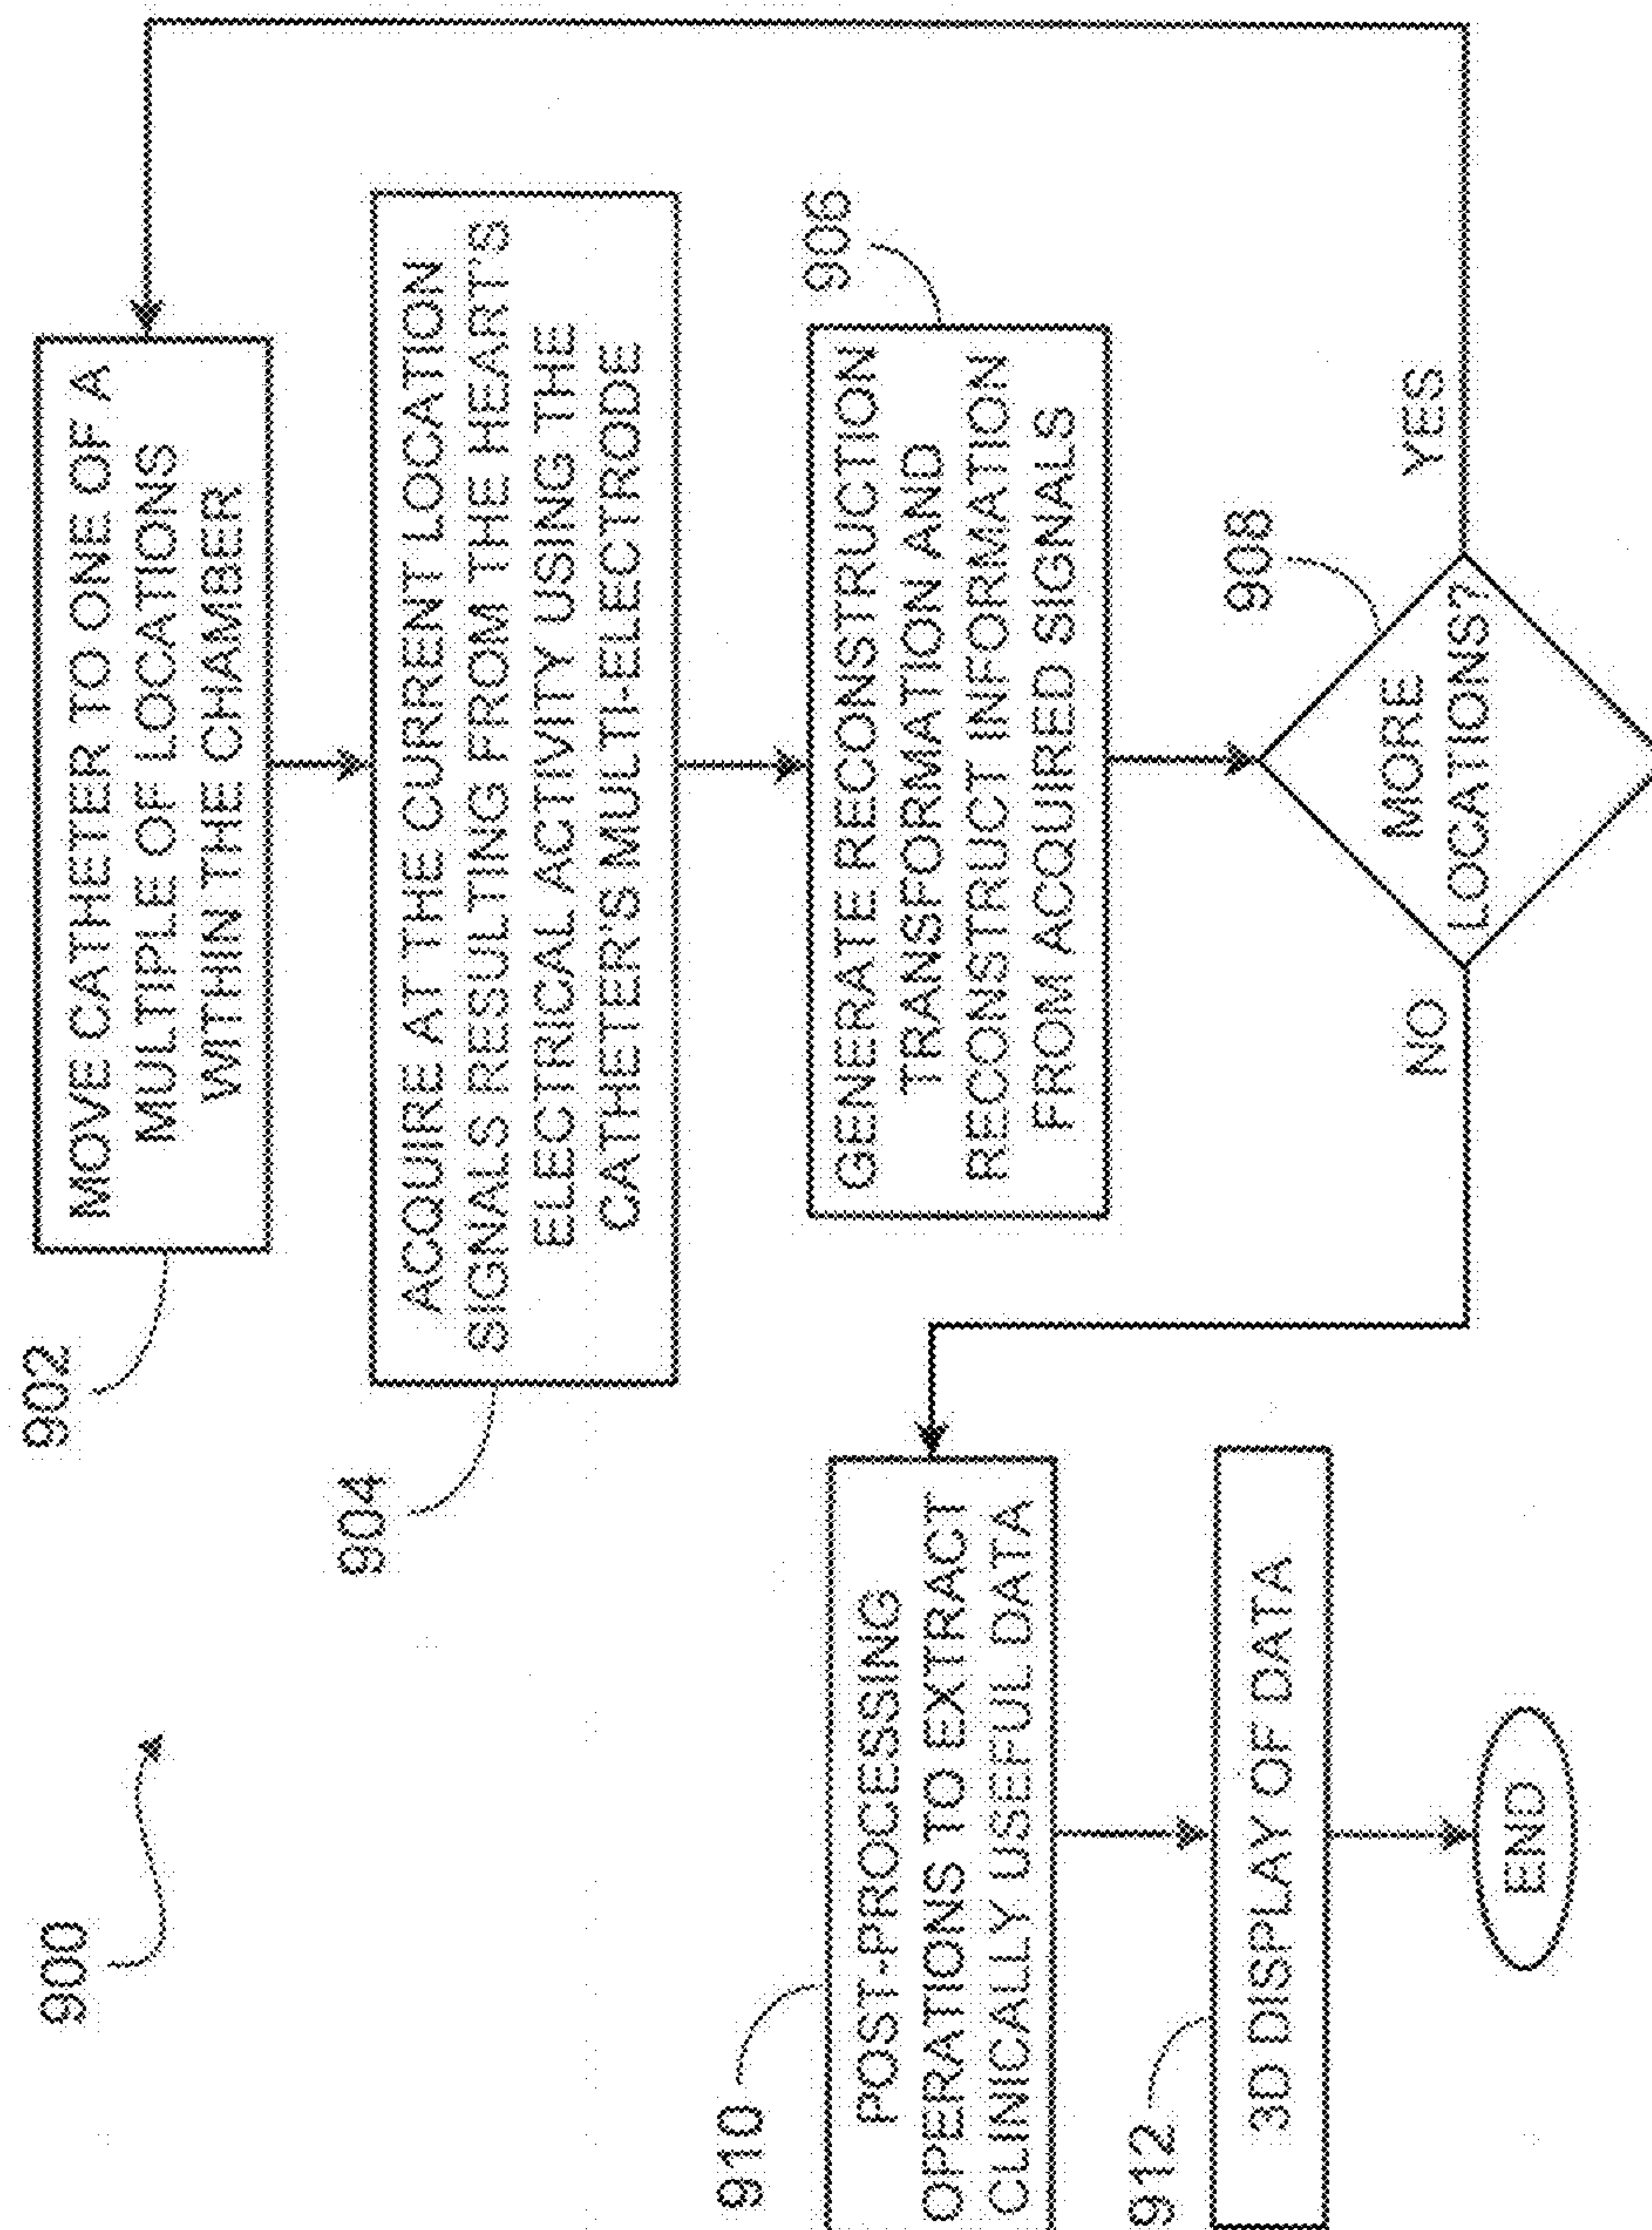 900
902
MOVE CATHETER TO ONE OF A
MULTIPLE OF LOCATIONS
WITHIN THE CHAMBER
904
ACQUIRE AT THE CURRENT LOCATION
SIGNALS RESULTING FROM THE HEART'S
ELECTRICAL ACTIVITY USING THE
CATHETER'S MULTI-ELECTRODE
906
GENERATE RECONSTRUCTION
TRANSFORMATION AND
RECONSTRUCT INFORMATION
FROM ACQUIRED SIGNALS
908
MORE
LOCATIONS?
YES
NO
910
POST-PROCESSING
OPERATIONS TO EXTRACT
CLINICALLY USEFUL DATA
912
3D DISPLAY OF DATA
END